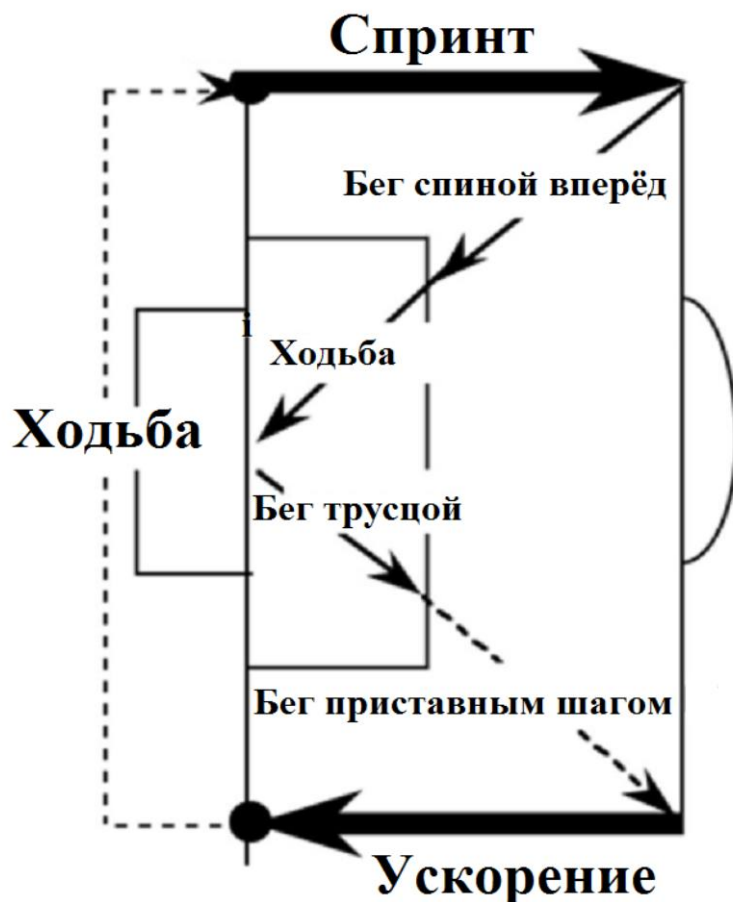 Спринт
Бег спиной вперёд
i
Ходьба
Ходьба
Бег трусцой
Бег приставным шагом
Ускорение